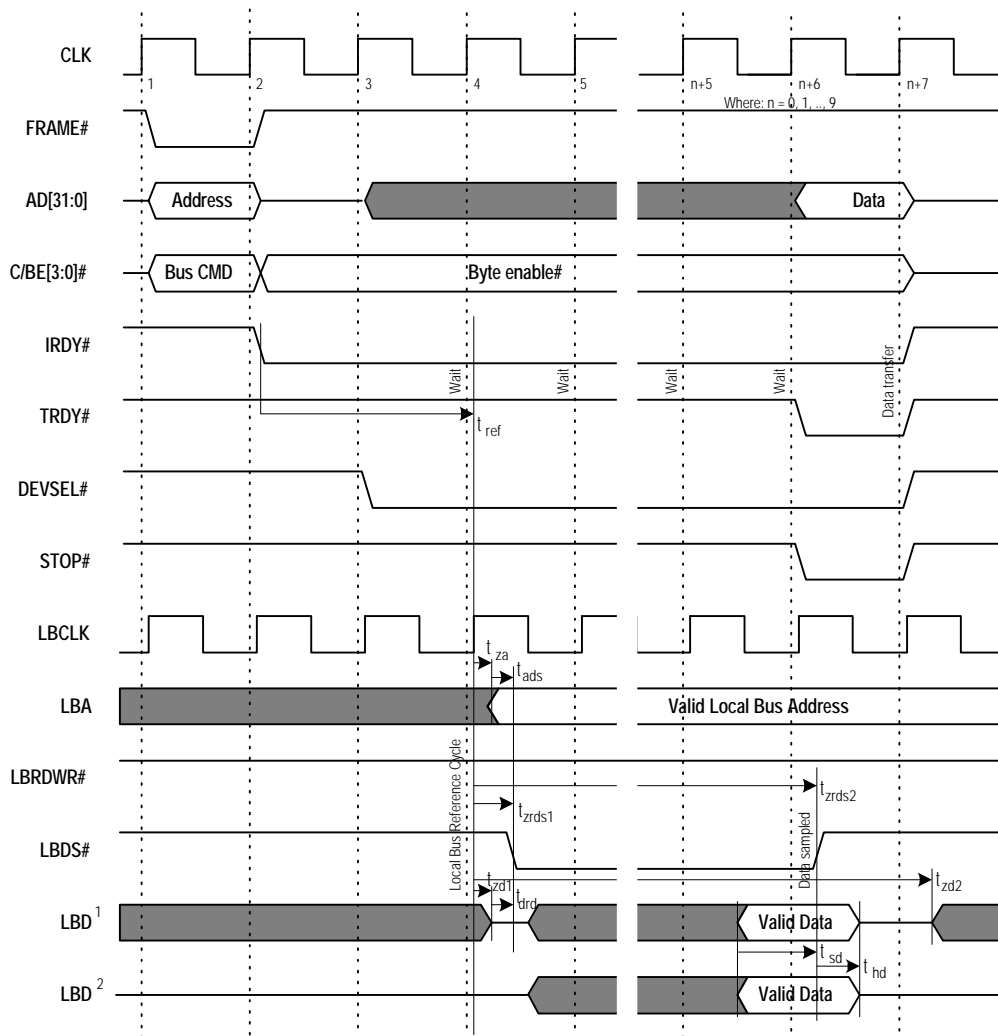 CLK
1 2 3 4 5 n+5 n+6 n+7
Where: n = 0, 1, .., 9
FRAME#
AD[31:0] Address Data
C/BE[3:0]# Bus CMD Byte enable#
IRDY#
Wait Wait Wait Wait Data transfer
TRDY#
t ref
DEVSEL#
STOP#
LBCLK
t za
t ads
LBA Valid Local Bus Address
LBRDWR#
Local Bus Reference Cycle
t zrds2
t zrds1
Data sampled
LBDS#
t zd1
t zd2
t drd
LBD 1 Valid Data
t sd
t hd
LBD 2 Valid Data